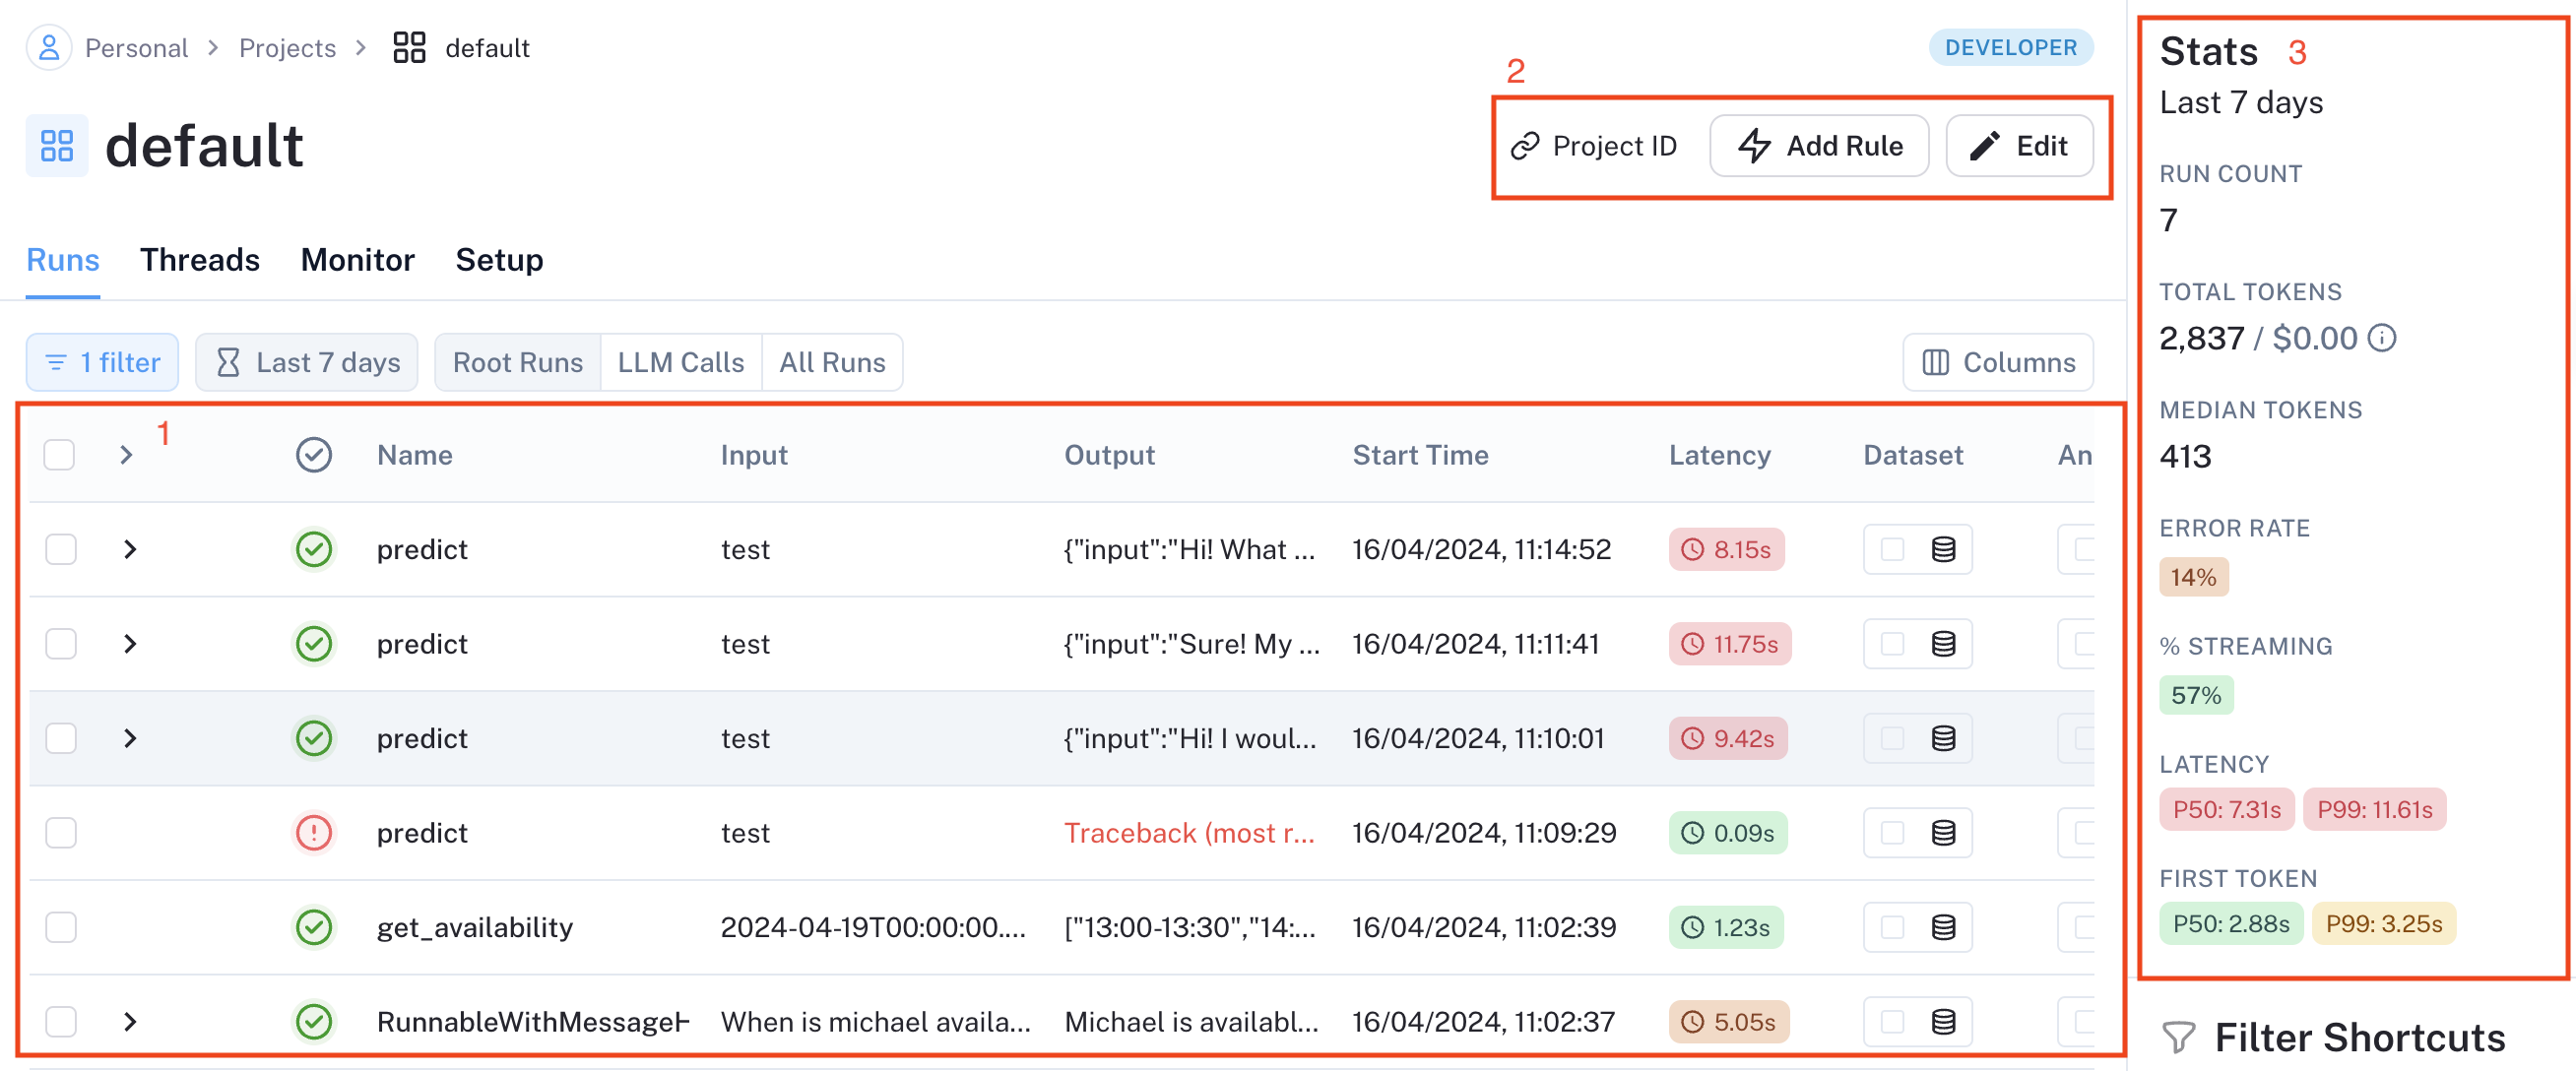 Personal > Projects > default
DEVELOPER
default
2
Project ID
Add Rule
Edit
Runs Threads Monitor Setup
1 filter
Last 7 days
Root Runs LLM Calls All Runs
Columns
1
Name Input Output Start Time Latency Dataset An
predict test {"input":"Hi! What ... 16/04/2024, 11:14:52 8.15s
predict test {"input":"Sure! My ... 16/04/2024, 11:11:41 11.75s
predict test {"input":"Hi! I woul... 16/04/2024, 11:10:01 9.42s
predict test Traceback (most r... 16/04/2024, 11:09:29 0.09s
get_availability 2024-04-19T00:00:00.... ["13:00-13:30","14:... 16/04/2024, 11:02:39 1.23s
RunnableWithMessageH When is michael availa... Michael is availabl... 16/04/2024, 11:02:37 5.05s
Stats 3
Last 7 days
RUN COUNT
7
TOTAL TOKENS
2,837 / $0.00
MEDIAN TOKENS
413
ERROR RATE
14%
% STREAMING
57%
LATENCY
P50: 7.31s P99: 11.61s
FIRST TOKEN
P50: 2.88s P99: 3.25s
Filter Shortcuts